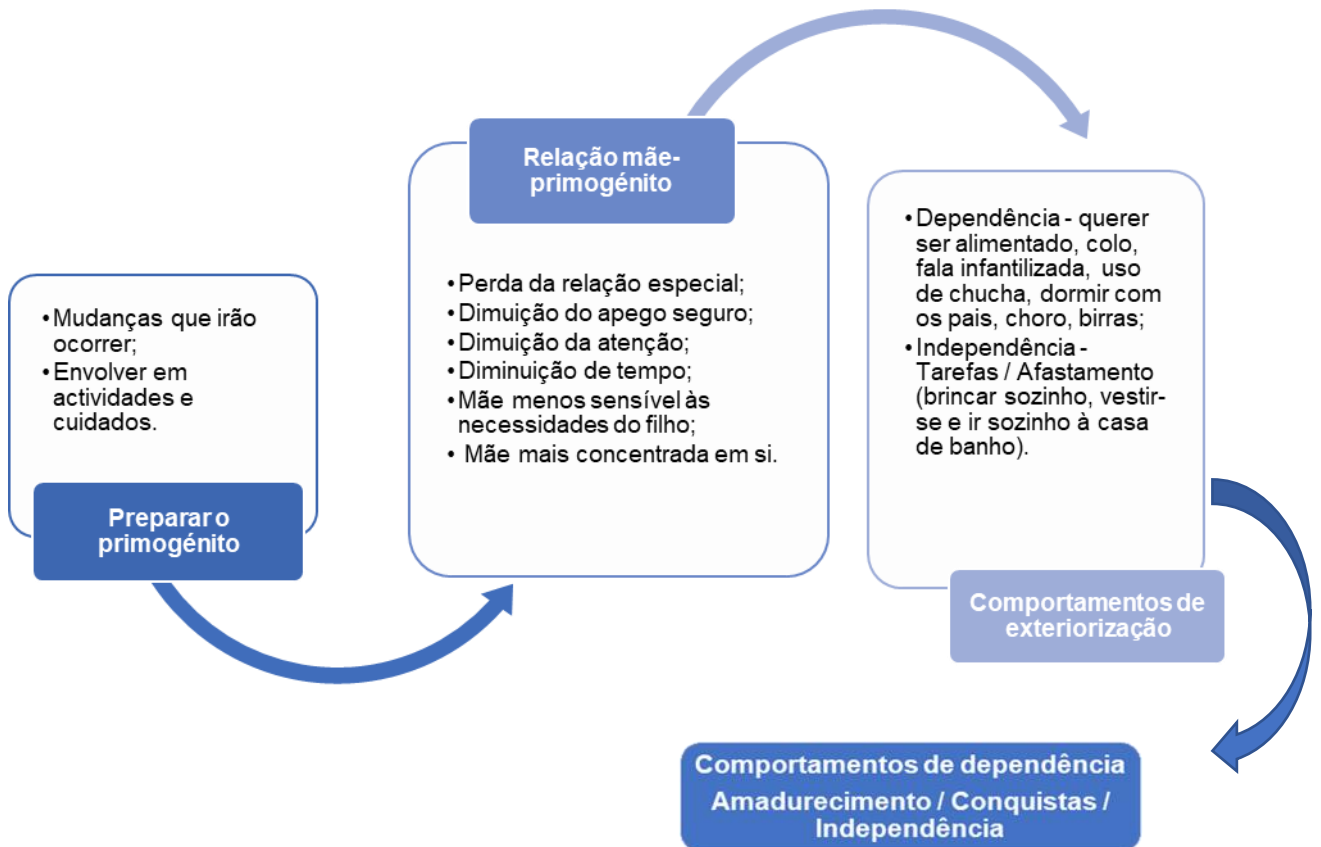 •Mudanças que irão
ocorrer;
•Envolver em
actividades e
cuidados.
Preparar o
primogénito
Relação mãe-
primogénito
•Perda da relação especial;
•Dimuição do apego seguro;
•Dimuição da atenção;
•Diminuição de tempo;
•Mãe menos sensível às
necessidades do filho;
• Mãe mais concentrada em si.
•Dependência - querer
ser alimentado, colo,
fala infantilizada, uso
de chucha, dormir com
os pais, choro, birras;
•Independência -
Tarefas / Afastamento
(brincar sozinho, vestir-
se e ir sozinho à casa
de banho).
Comportamentos de
exteriorização
Comportamentos de dependência
Amadurecimento / Conquistas /
Independência